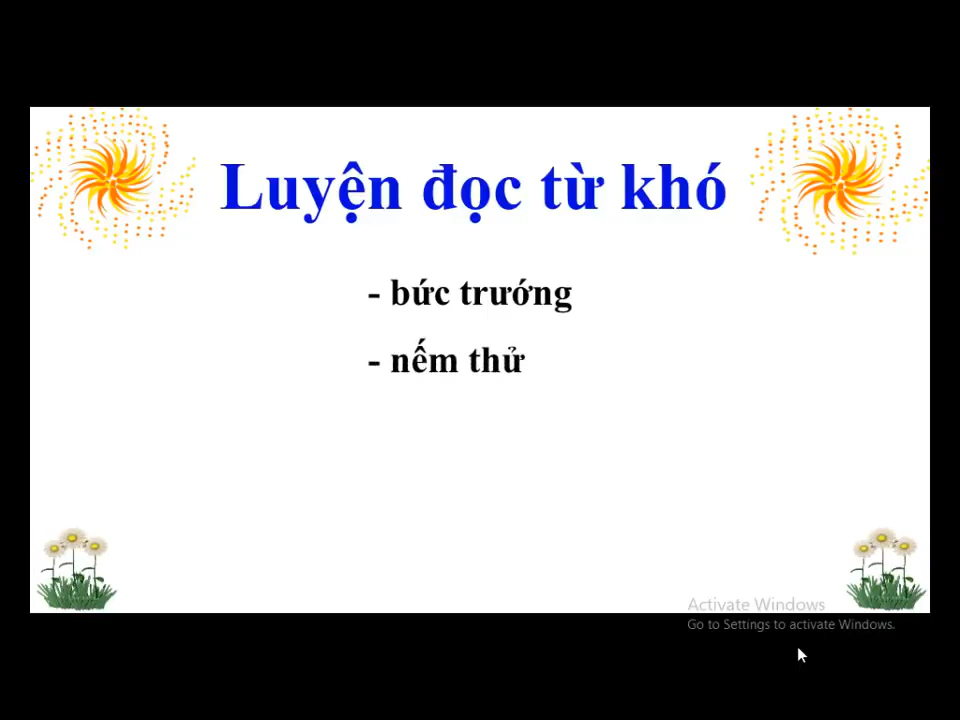 Luyện đọc từ khó
- bức trướng
- nếm thử
Activate Windows
Go to Settings to activate Windows.